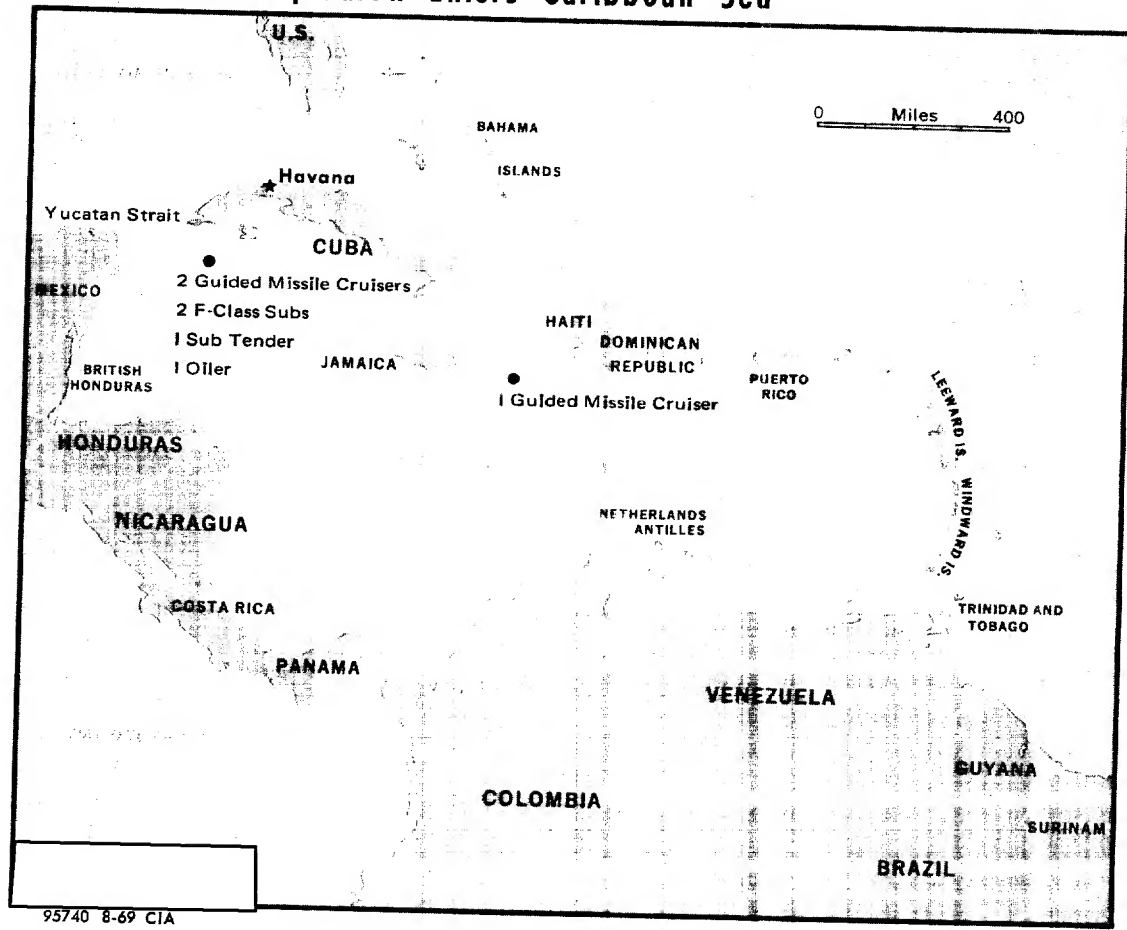 Enters Caribbean Sea
U.S.
0 Miles 400
BAHAMA
ISLANDS
Havana
Yucatan Strait
CUBA
MEXICO
2 Guided Missile Cruisers
2 F-Class Subs
1 Sub Tender
1 Oiler
BRITISH
HONDURAS
JAMAICA
HAITI
DOMINICAN
REPUBLIC
PUERTO
RICO
1 Guided Missile Cruiser
LEEWARD IS.
WINDWARD IS.
HONDURAS
NICARAGUA
NETHERLANDS
ANTILLES
COSTA RICA
TRINIDAD AND
TOBAGO
PANAMA
VENEZUELA
GUYANA
COLOMBIA
SURINAM
BRAZIL
95740 8-69 CIA